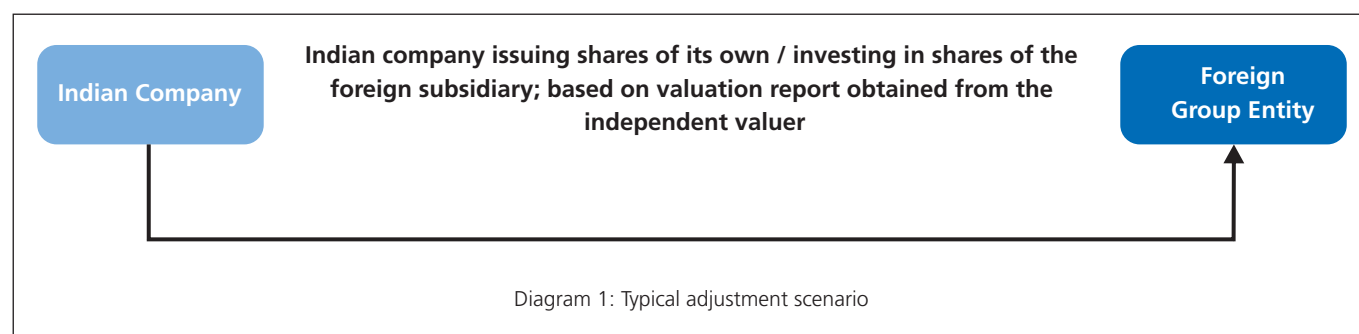 Indian Company
Indian company issuing shares of its own / investing in shares of the
foreign subsidiary; based on valuation report obtained from the
independent valuer
Foreign
Group Entity
Diagram 1: Typical adjustment scenario